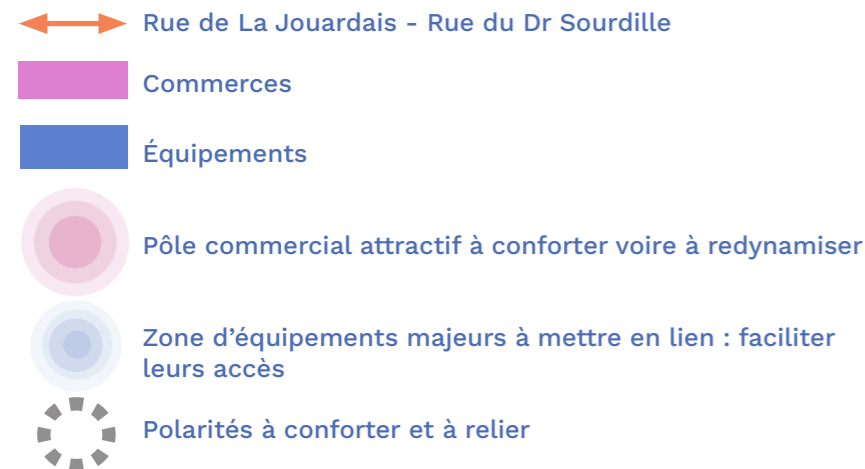 Rue de La Jouardais - Rue du Dr Sourdille
Commerces
Équipements
Pôle commercial attractif à conforter voire à redynamiser
Zone d’équipements majeurs à mettre en lien : faciliter
leurs accès
Polarités à conforter et à relier